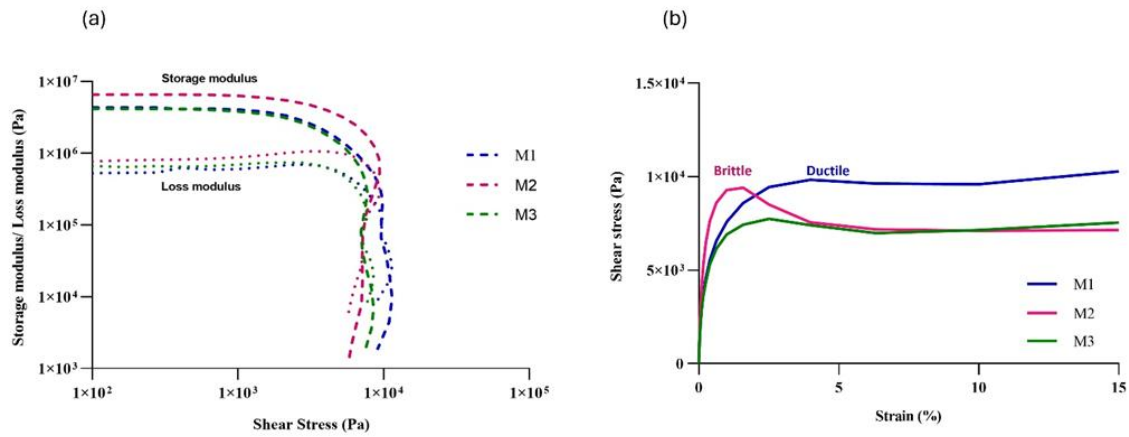 (a)
Storage modulus/ Loss modulus (Pa)
1×10⁷
1×10⁶
1×10⁵
1×10⁴
1×10³
Storage modulus
Loss modulus
M1
M2
M3
1×10²
1×10³
1×10⁴
1×10⁵
Shear Stress (Pa)
(b)
Shear stress (Pa)
1.5×10⁴
1×10⁴
5×10³
0
Brittle
Ductile
M1
M2
M3
0
5
10
15
Strain (%)